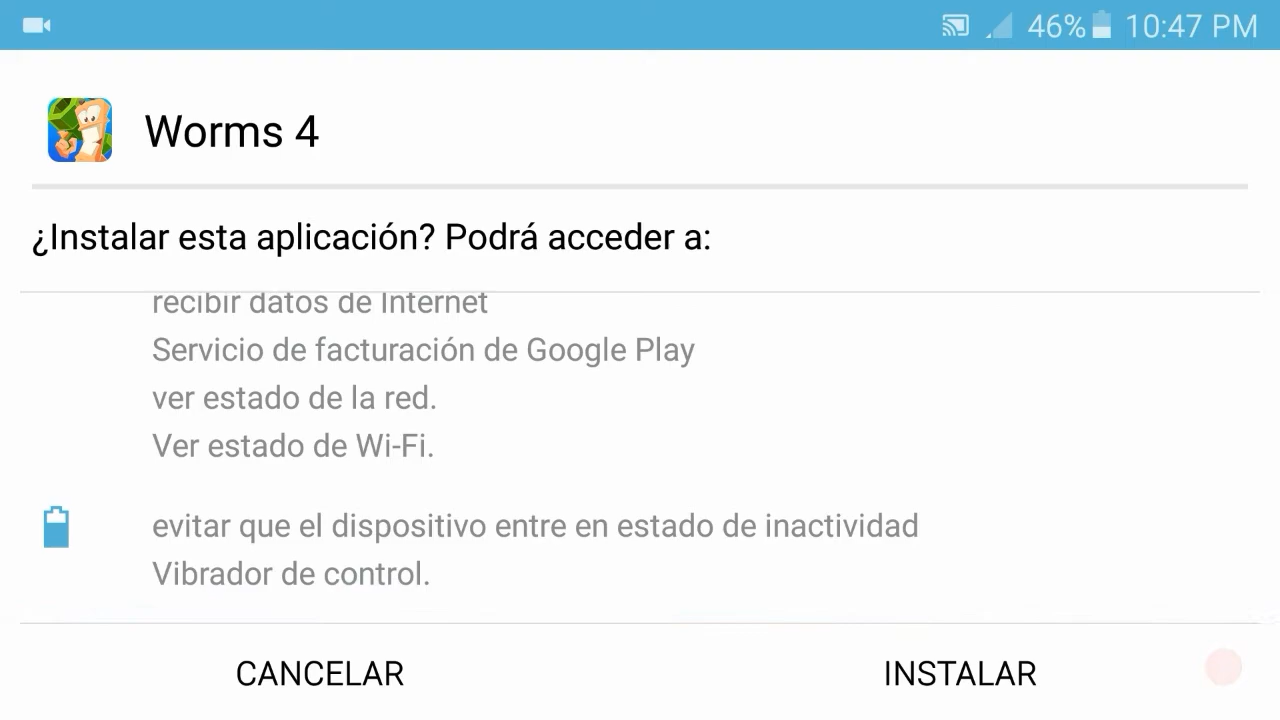 46% 10:47 PM
Worms 4
¿Instalar esta aplicación? Podrá acceder a:
recibir datos de Internet
Servicio de facturación de Google Play
ver estado de la red.
Ver estado de Wi-Fi.
evitar que el dispositivo entre en estado de inactividad
Vibrador de control.
CANCELAR INSTALAR